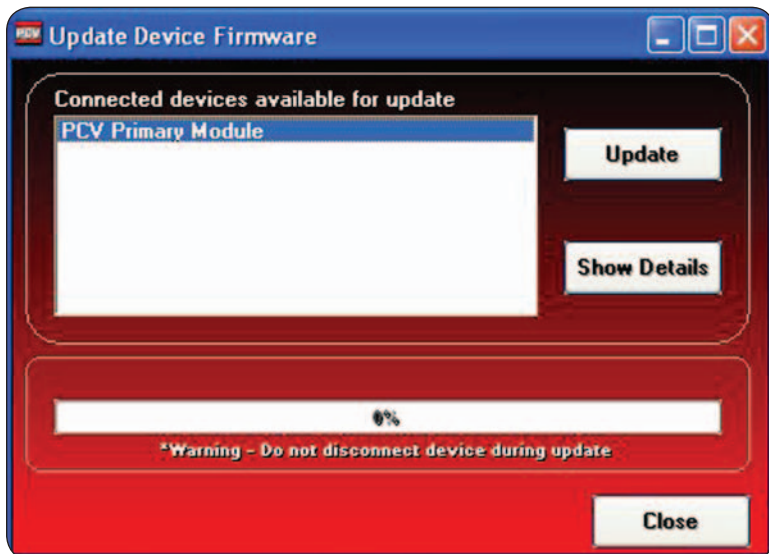 PCV Update Device Firmware
Connected devices available for update
PCV Primary Module
Update
Show Details
0%
*Warning - Do not disconnect device during update
Close